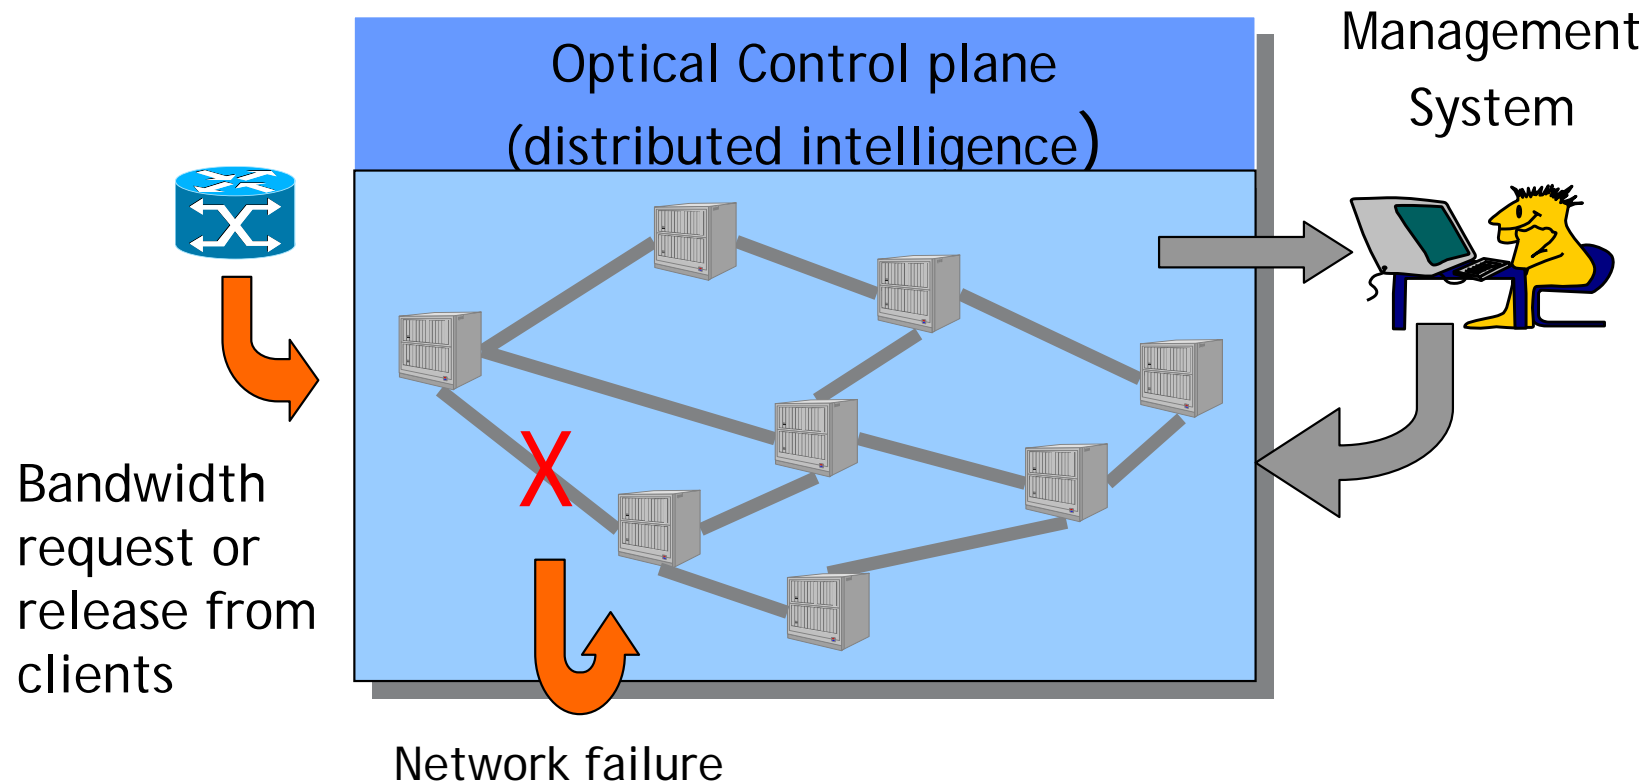 Optical Control plane
(distributed intelligence)
Management
System
Bandwidth
request or
release from
clients
X
Network failure